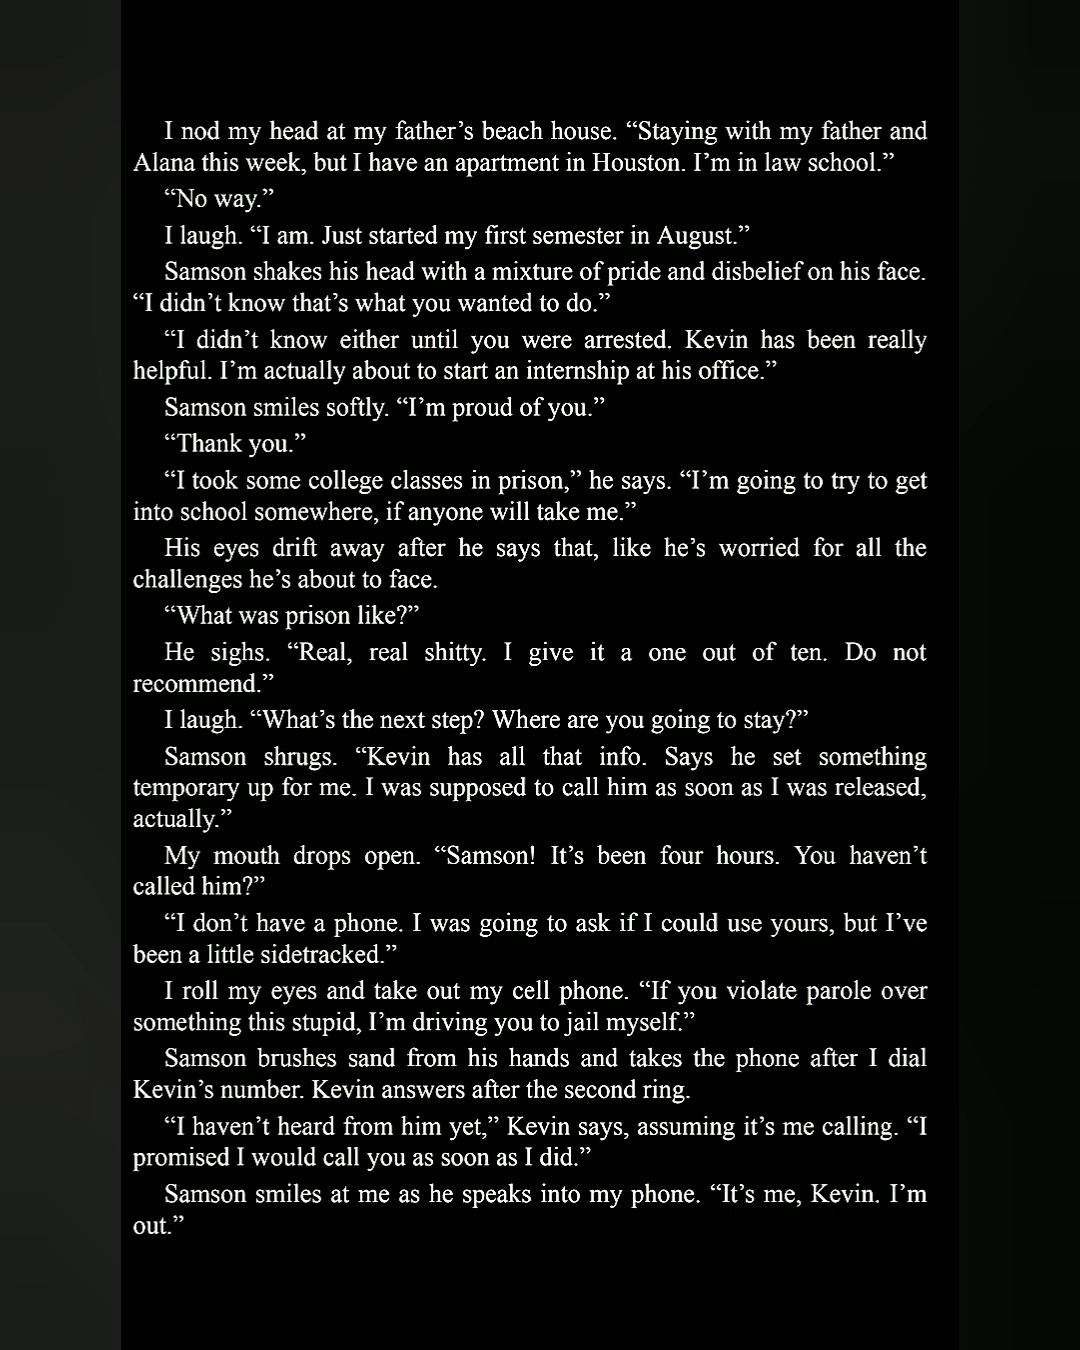 I nod my head at my father’s beach house. “Staying with my father and
Alana this week, but I have an apartment in Houston. I’m in law school.”
“No way.”
I laugh. “I am. Just started my first semester in August.”
Samson shakes his head with a mixture of pride and disbelief on his face.
“I didn’t know that’s what you wanted to do.”
“I didn’t know either until you were arrested. Kevin has been really
helpful. I’m actually about to start an internship at his office.”
Samson smiles softly. “I’m proud of you.”
“Thank you.”
“I took some college classes in prison,” he says. “I’m going to try to get
into school somewhere, if anyone will take me.”
His eyes drift away after he says that, like he’s worried for all the
challenges he’s about to face.
“What was prison like?”
He sighs. “Real, real shitty. I give it a one out of ten. Do not
recommend.”
I laugh. “What’s the next step? Where are you going to stay?”
Samson shrugs. “Kevin has all that info. Says he set something
temporary up for me. I was supposed to call him as soon as I was released,
actually.”
My mouth drops open. “Samson! It’s been four hours. You haven’t
called him?”
“I don’t have a phone. I was going to ask if I could use yours, but I’ve
been a little sidetracked.”
I roll my eyes and take out my cell phone. “If you violate parole over
something this stupid, I’m driving you to jail myself.”
Samson brushes sand from his hands and takes the phone after I dial
Kevin’s number. Kevin answers after the second ring.
“I haven’t heard from him yet,” Kevin says, assuming it’s me calling. “I
promised I would call you as soon as I did.”
Samson smiles at me as he speaks into my phone. “It’s me, Kevin. I’m
out.”